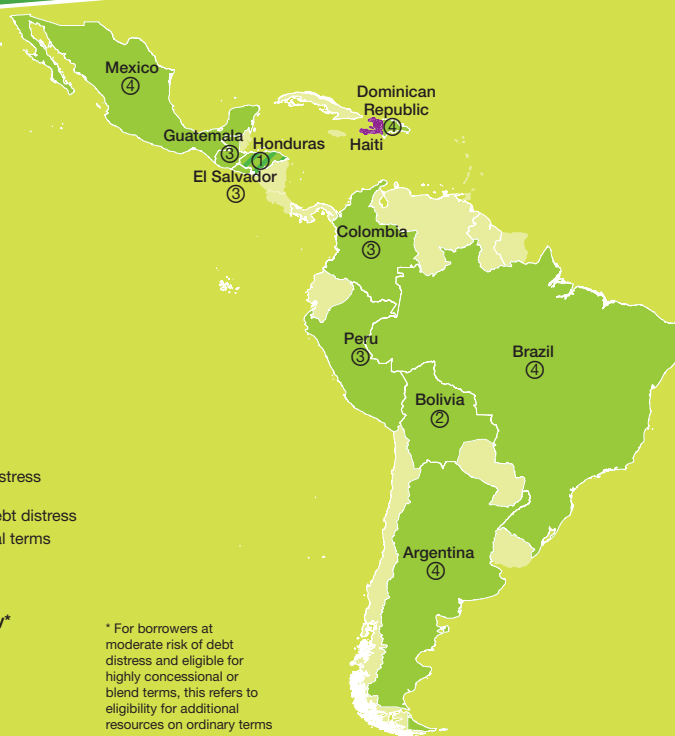 Mexico
④
Dominican
Republic
④
Haiti
Guatemala
③
Honduras
①
El Salvador
③
Colombia
③
Peru
③
Brazil
④
Bolivia
②
Argentina
④
stress
ebt distress
al terms
y*
* For borrowers at
moderate risk of debt
distress and eligible for
highly concessional or
blend terms, this refers to
eligibility for additional
resources on ordinary terms